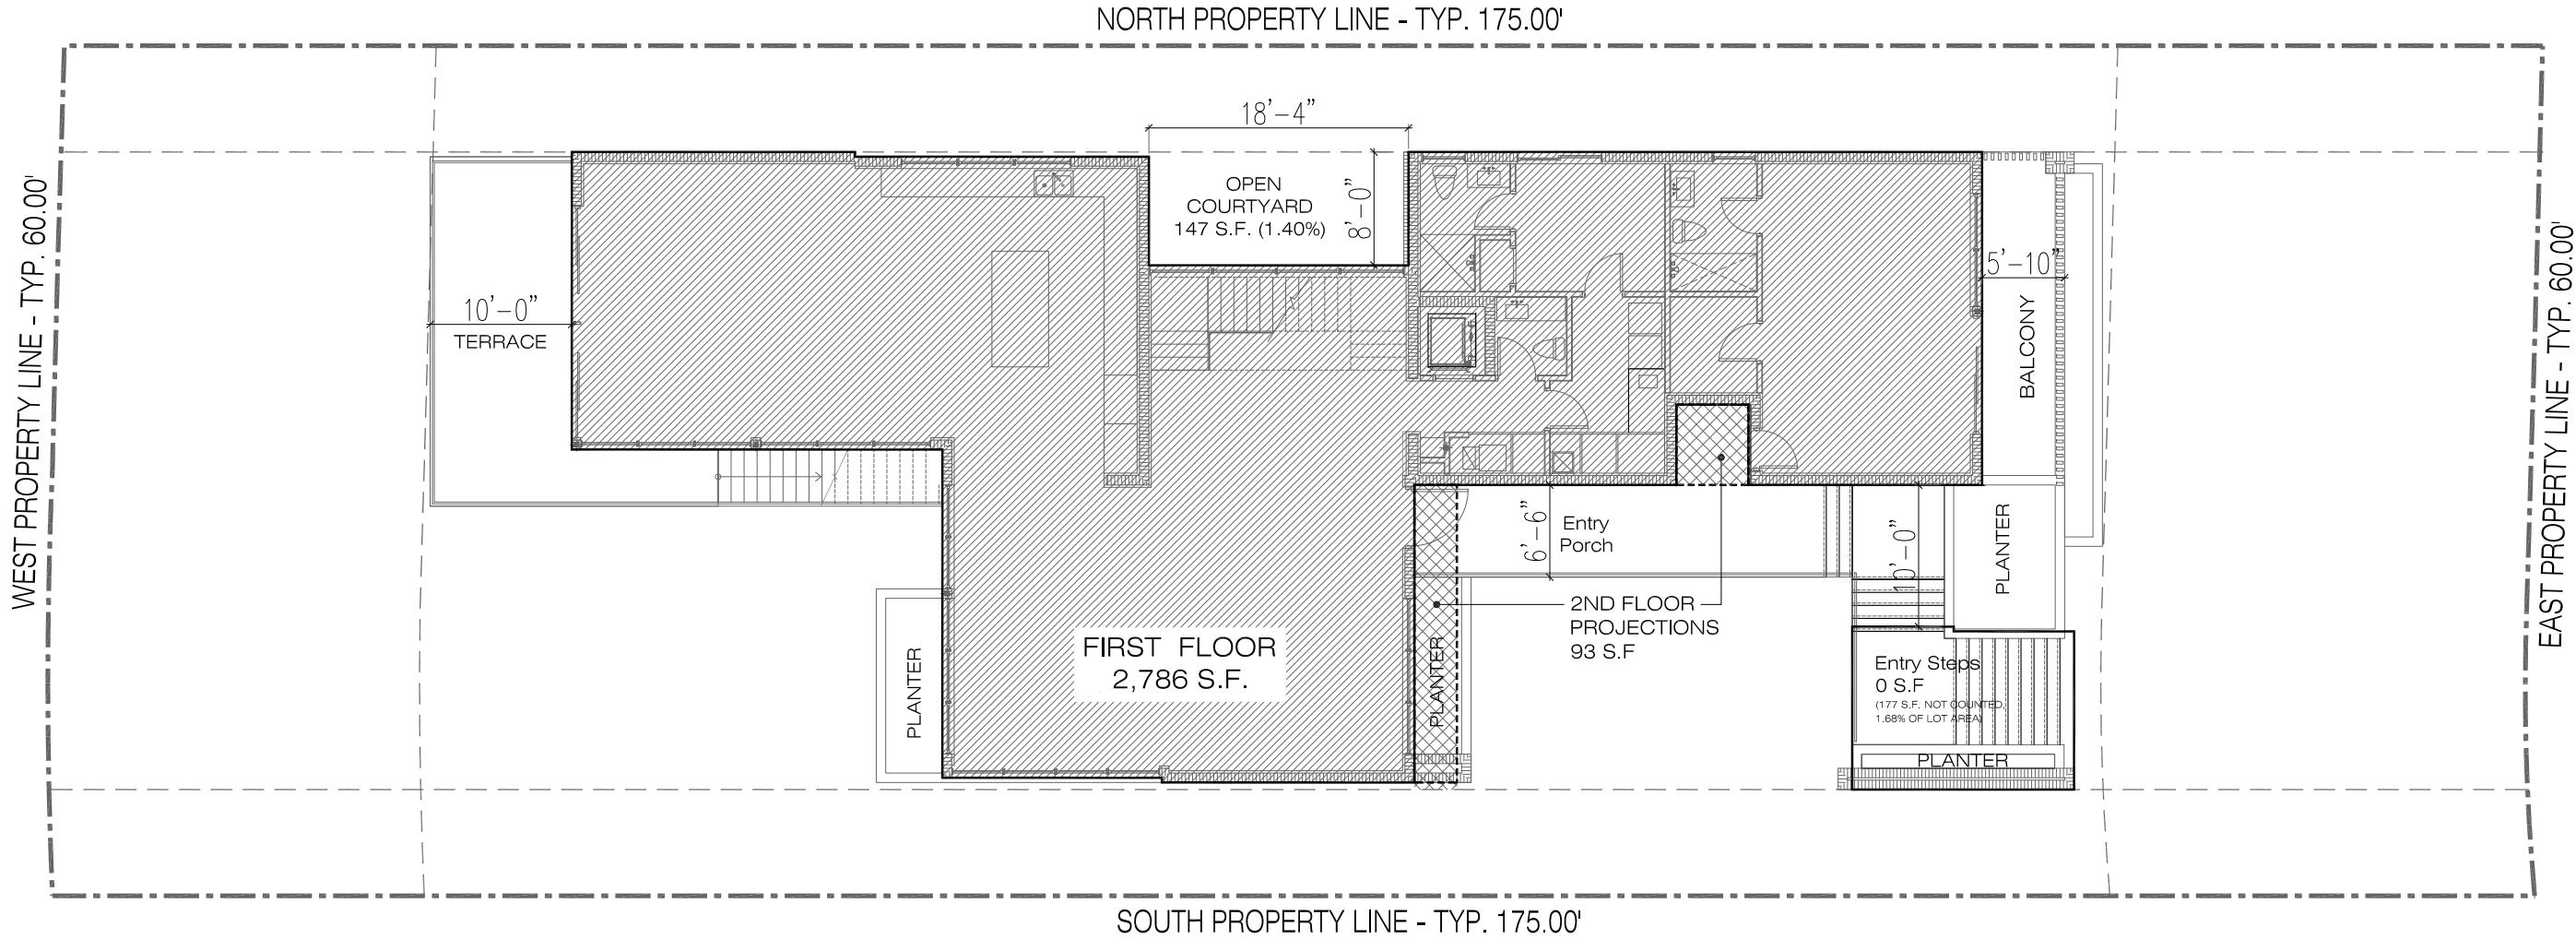 NORTH PROPERTY LINE - TYP. 175.00'
18'-4"
OPEN
COURTYARD
147 S.F. (1.40%)
8'-0"
WEST PROPERTY LINE - TYP. 60.00'
10'-0"
TERRACE
5'-10"
BALCONY
EAST PROPERTY LINE - TYP. 60.00'
6'-6"
Entry
Porch
10'-0"
PLANTER
2ND FLOOR
PROJECTIONS
93 S.F
PLANTER
FIRST FLOOR
2,786 S.F.
PLANTER
Entry Steps
0 S.F
(177 S.F. NOT COUNTED,
1.68% OF LOT AREA)
PLANTER
SOUTH PROPERTY LINE - TYP. 175.00'